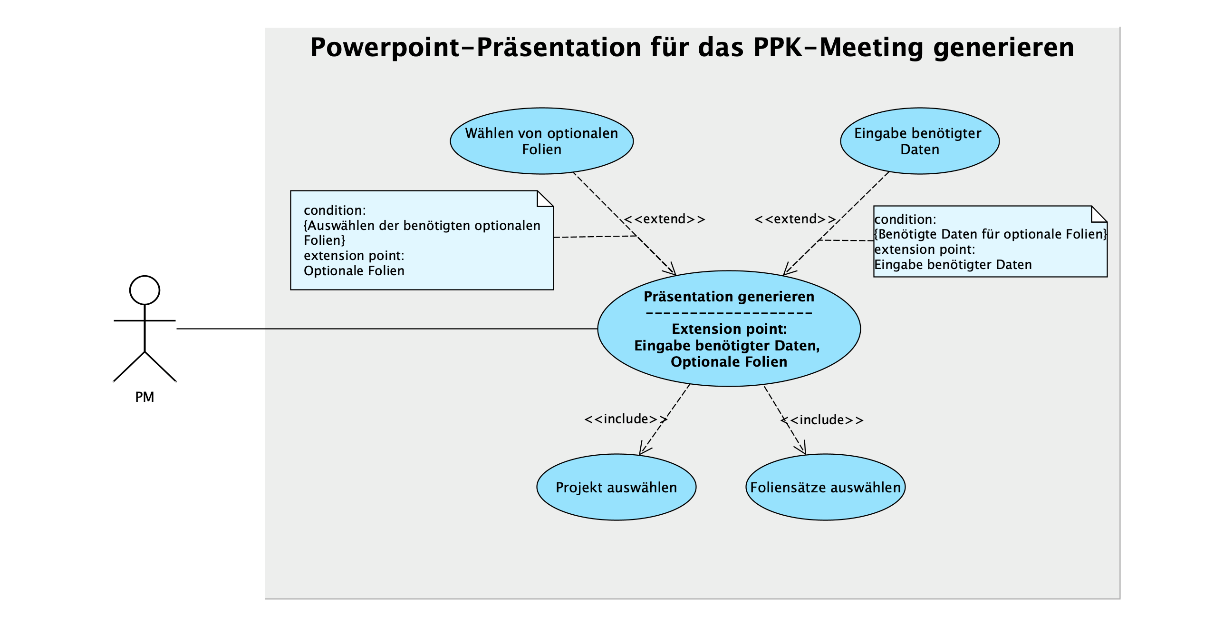 Powerpoint-Präsentation für das PPK-Meeting generieren
Wählen von optionalen
Folien
Eingabe benötigter
Daten
condition:
{Auswählen der benötigten optionalen
Folien}
extension point:
Optionale Folien
<<extend>>
<<extend>>
condition:
{Benötigte Daten für optionale Folien}
extension point:
Eingabe benötigter Daten
Präsentation generieren
--------------------
Extension point:
Eingabe benötigter Daten,
Optionale Folien
PM
<<include>>
<<include>>
Projekt auswählen
Foliensätze auswählen